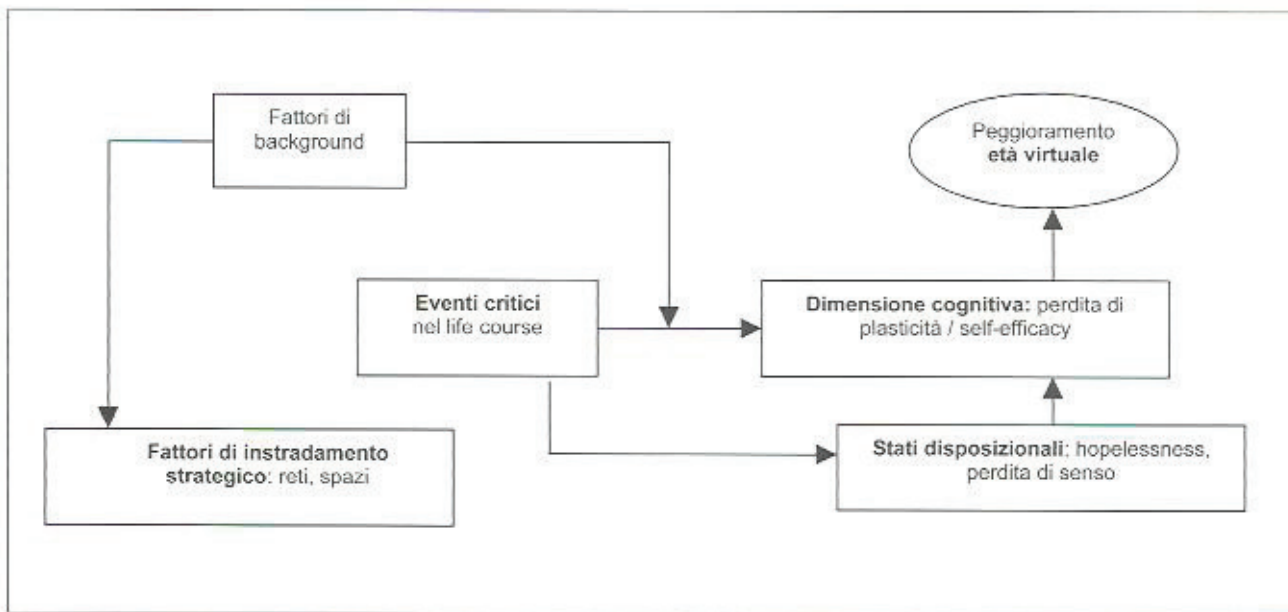 Fattori di
background
Peggioramento
età virtuale
Eventi critici
nel life course
Dimensione cognitiva: perdita di
plasticità / self-efficacy
Fattori di instradamento
strategico: reti, spazi
Stati disposizionali; hopelessness,
perdita di senso